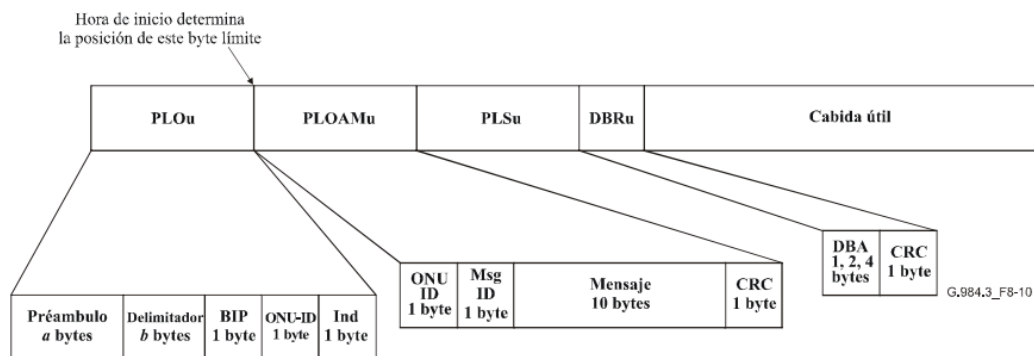 Hora de inicio determina
la posición de este byte límite
PLOu
PLOAMu
PLSu
DBRu
Cabida útil
DBA
1, 2, 4
bytes
CRC
1 byte
G.984.3_F8-10
ONU
ID
1 byte
Msg
ID
1 byte
Mensaje
10 bytes
CRC
1 byte
Préambulo
a bytes
Delimitador
b bytes
BIP
1 byte
ONU-ID
1 byte
Ind
1 byte